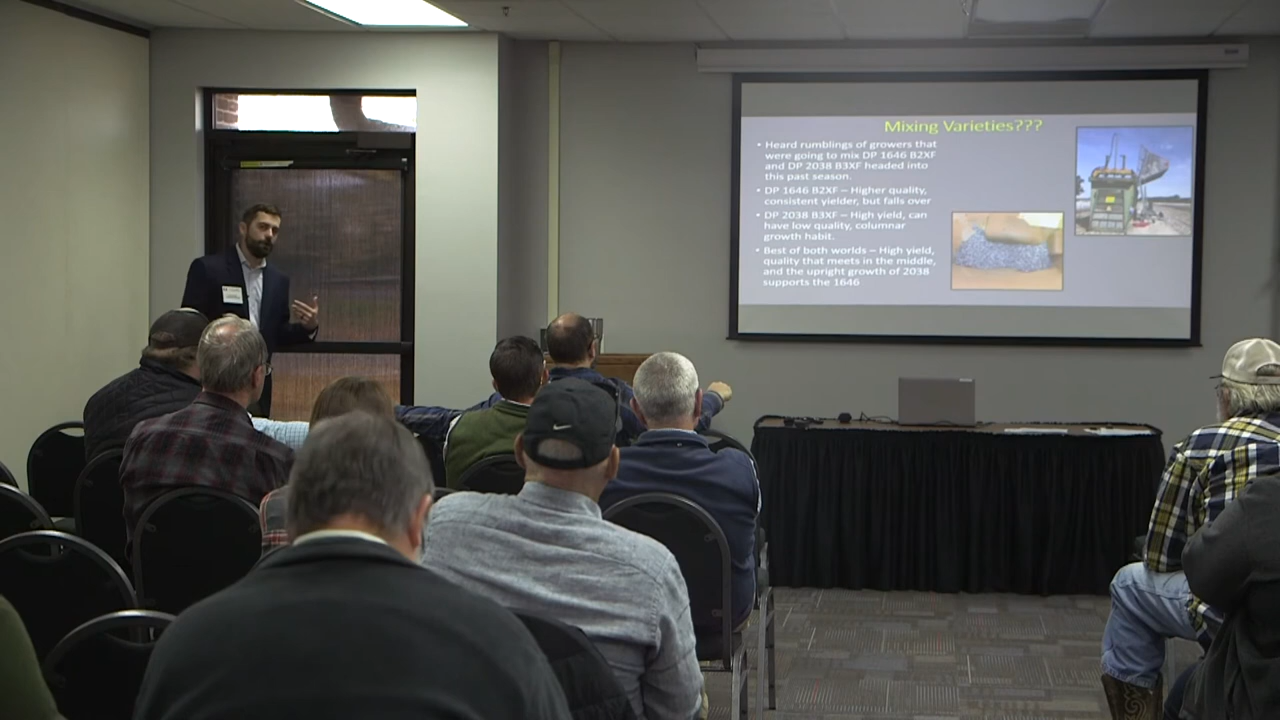 Mixing Varieties???
• Heard rumblings of growers that
were going to mix DP 1646 B2XF
and DP 2038 B3XF headed into
this past season.
• DP 1646 B2XF – Higher quality,
consistent yielder, but falls over
• DP 2038 B3XF – High yield, can
have low quality, columnar
growth habit.
• Best of both worlds – High yield,
quality that meets in the middle,
and the upright growth of 2038
supports the 1646